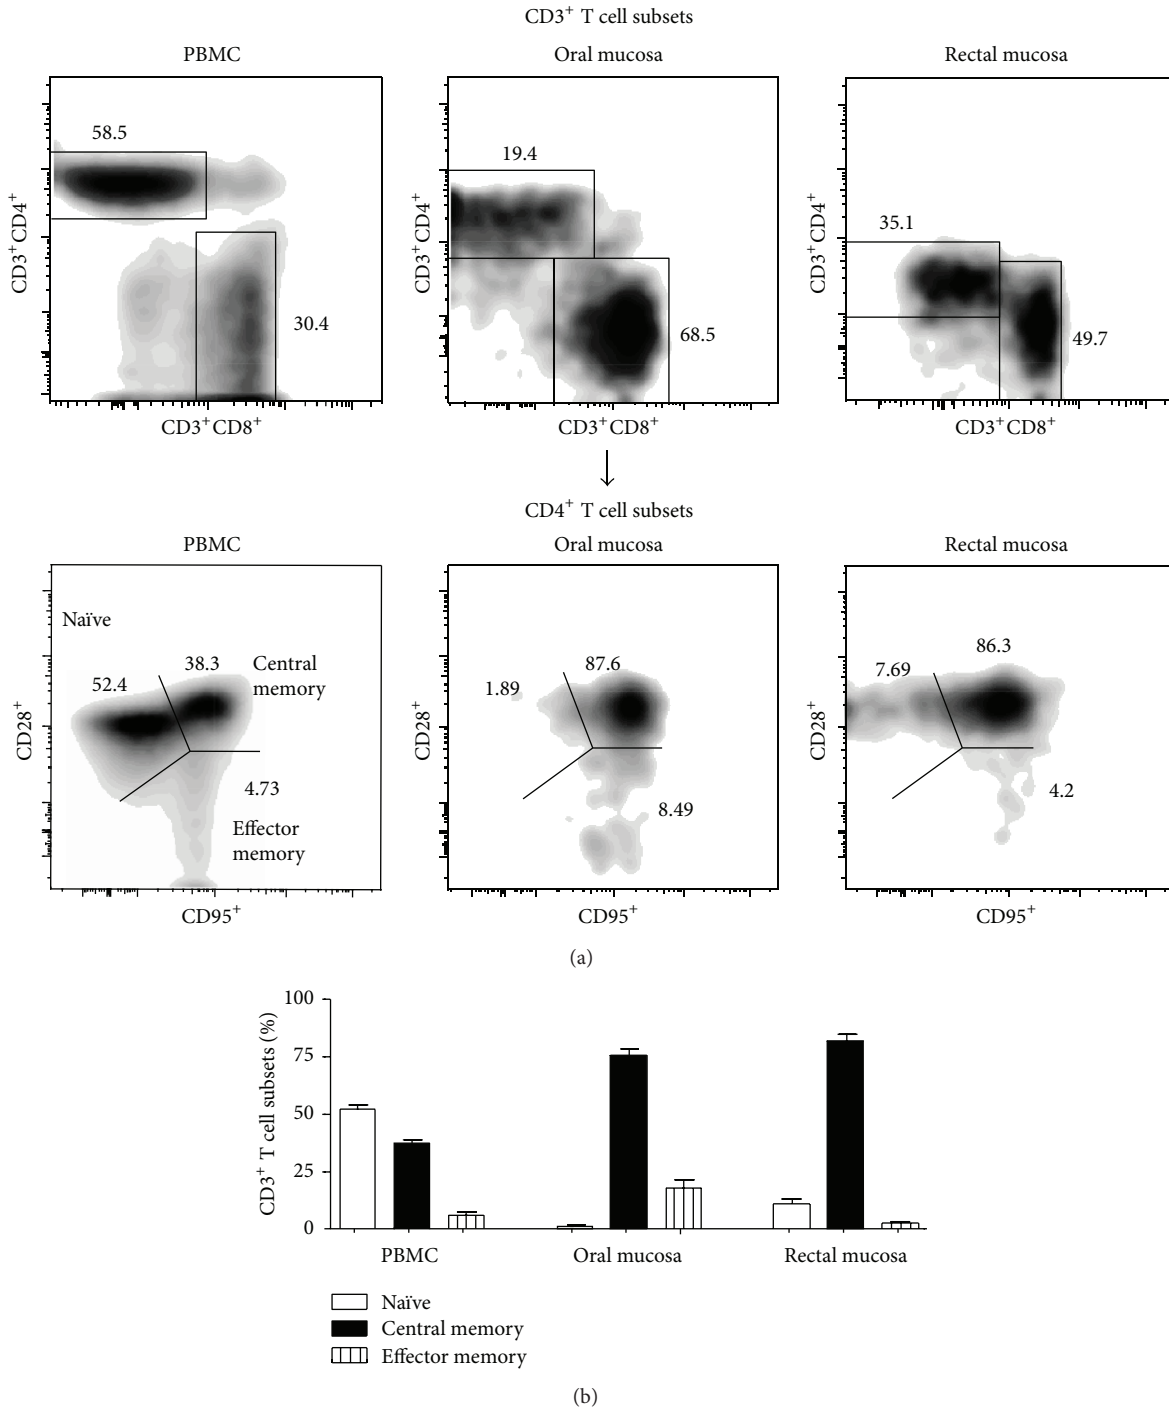 CD3⁺ T cell subsets
PBMC
Oral mucosa
Rectal mucosa
58.5
30.4
CD3⁺CD4⁺
CD3⁺CD8⁺
19.4
68.5
CD3⁺CD4⁺
CD3⁺CD8⁺
35.1
49.7
CD3⁺CD4⁺
CD3⁺CD8⁺
CD4⁺ T cell subsets
PBMC
Oral mucosa
Rectal mucosa
Naïve
52.4
38.3
Central
memory
4.73
Effector
memory
CD28⁺
CD95⁺
1.89
87.6
8.49
CD28⁺
CD95⁺
7.69
86.3
4.2
CD28⁺
CD95⁺
(a)
CD3⁺ T cell subsets (%)
100
75
50
25
0
PBMC
Oral mucosa
Rectal mucosa
Naïve
Central memory
Effector memory
(b)